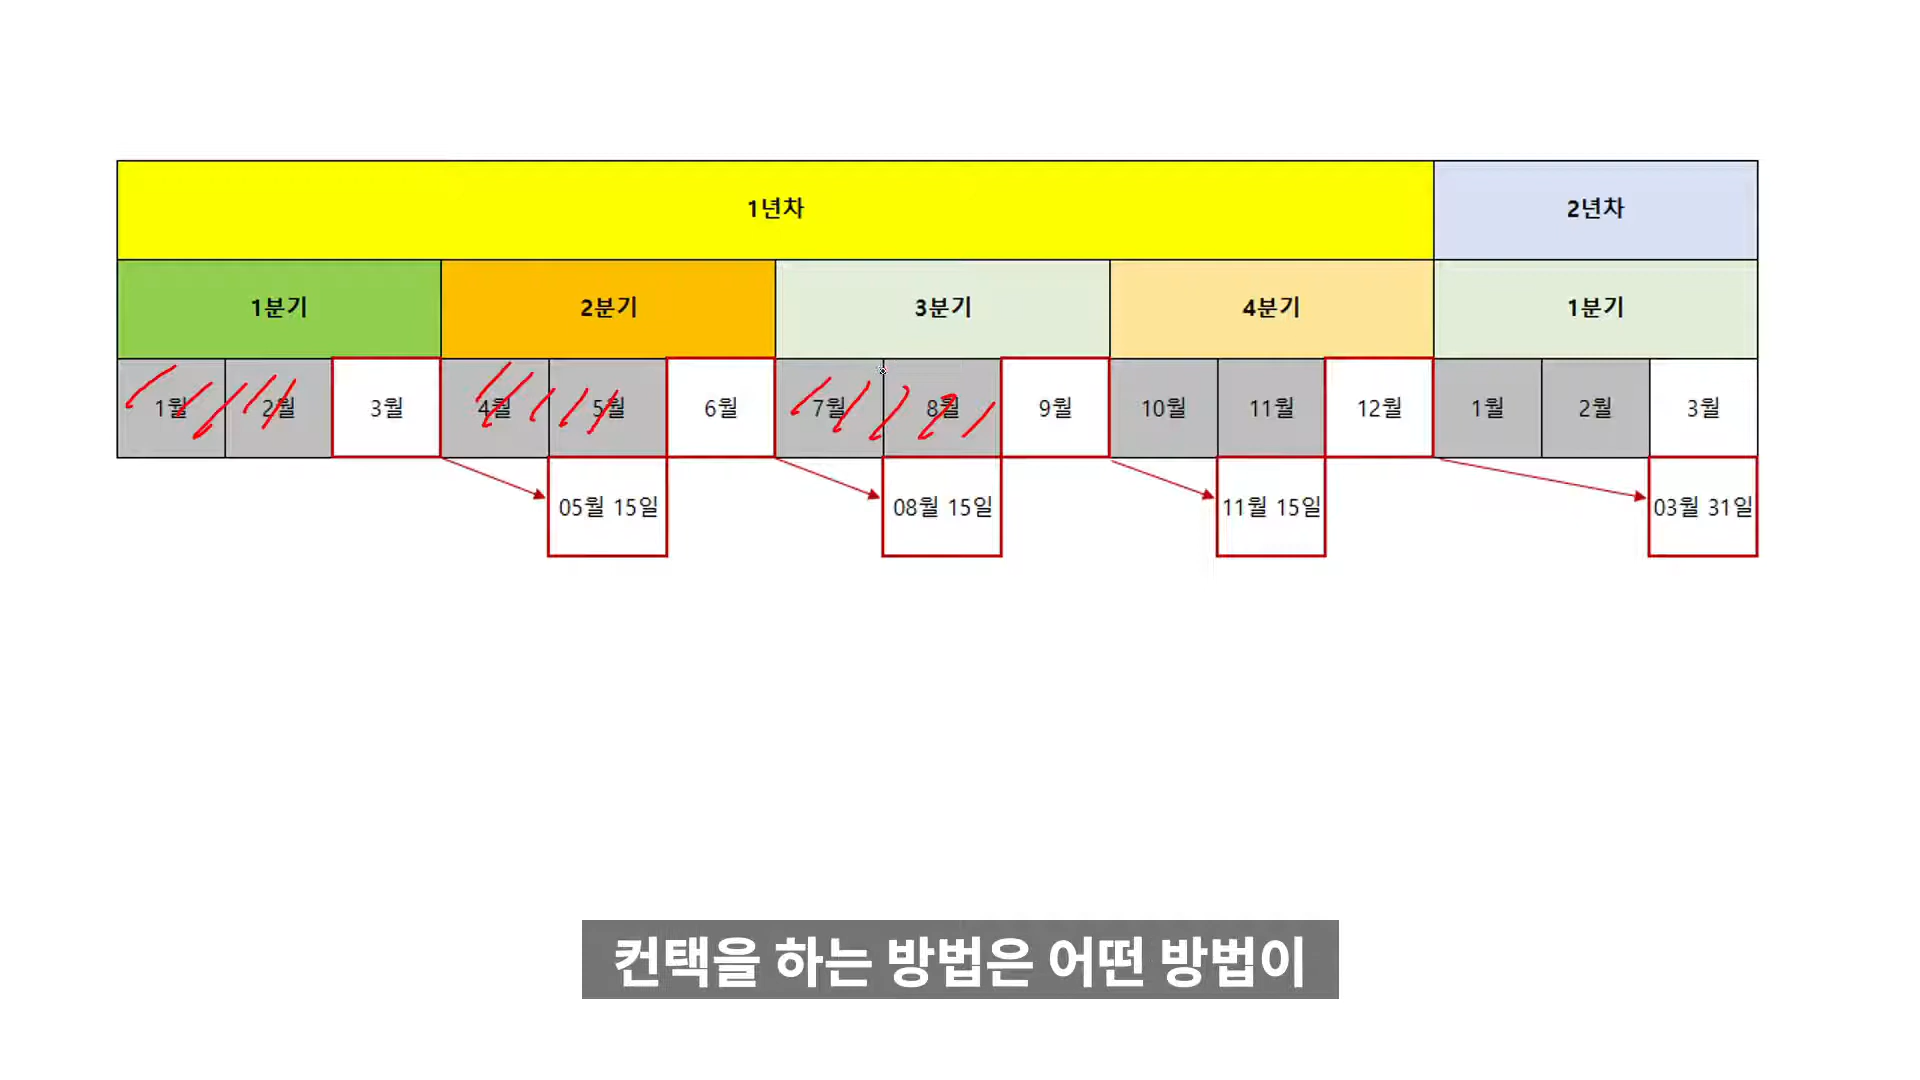 1년차 2년차
1분기 2분기 3분기 4분기 1분기
1월 2월 3월 4월 5월 6월 7월 8월 9월 10월 11월 12월 1월 2월 3월
05월 15일 08월 15일 11월 15일 03월 31일
컨택을 하는 방법은 어떤 방법이